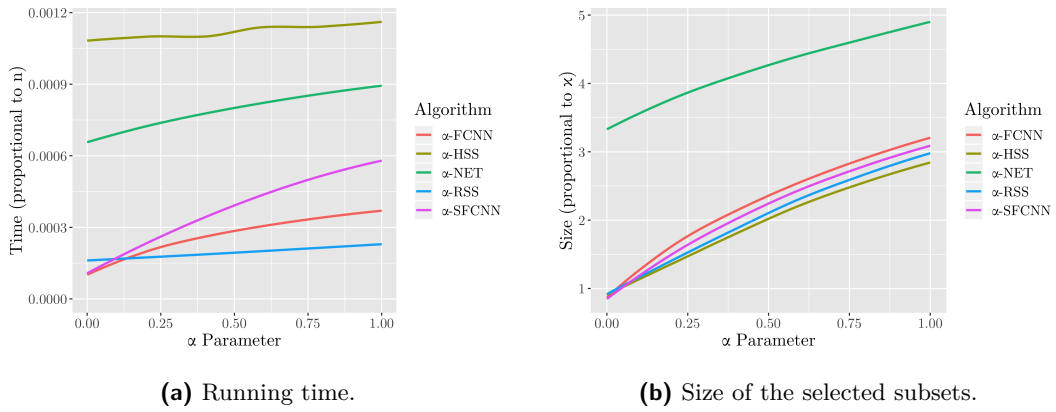 0.0012
0.0009
0.0006
0.0003
0.0000
Time (proportional to n)
0.00 0.25 0.50 0.75 1.00
α Parameter
Algorithm
α-FCNN
α-HSS
α-NET
α-RSS
α-SFCNN
(a) Running time.
5
4
3
2
1
Size (proportional to ϰ)
0.00 0.25 0.50 0.75 1.00
α Parameter
Algorithm
α-FCNN
α-HSS
α-NET
α-RSS
α-SFCNN
(b) Size of the selected subsets.